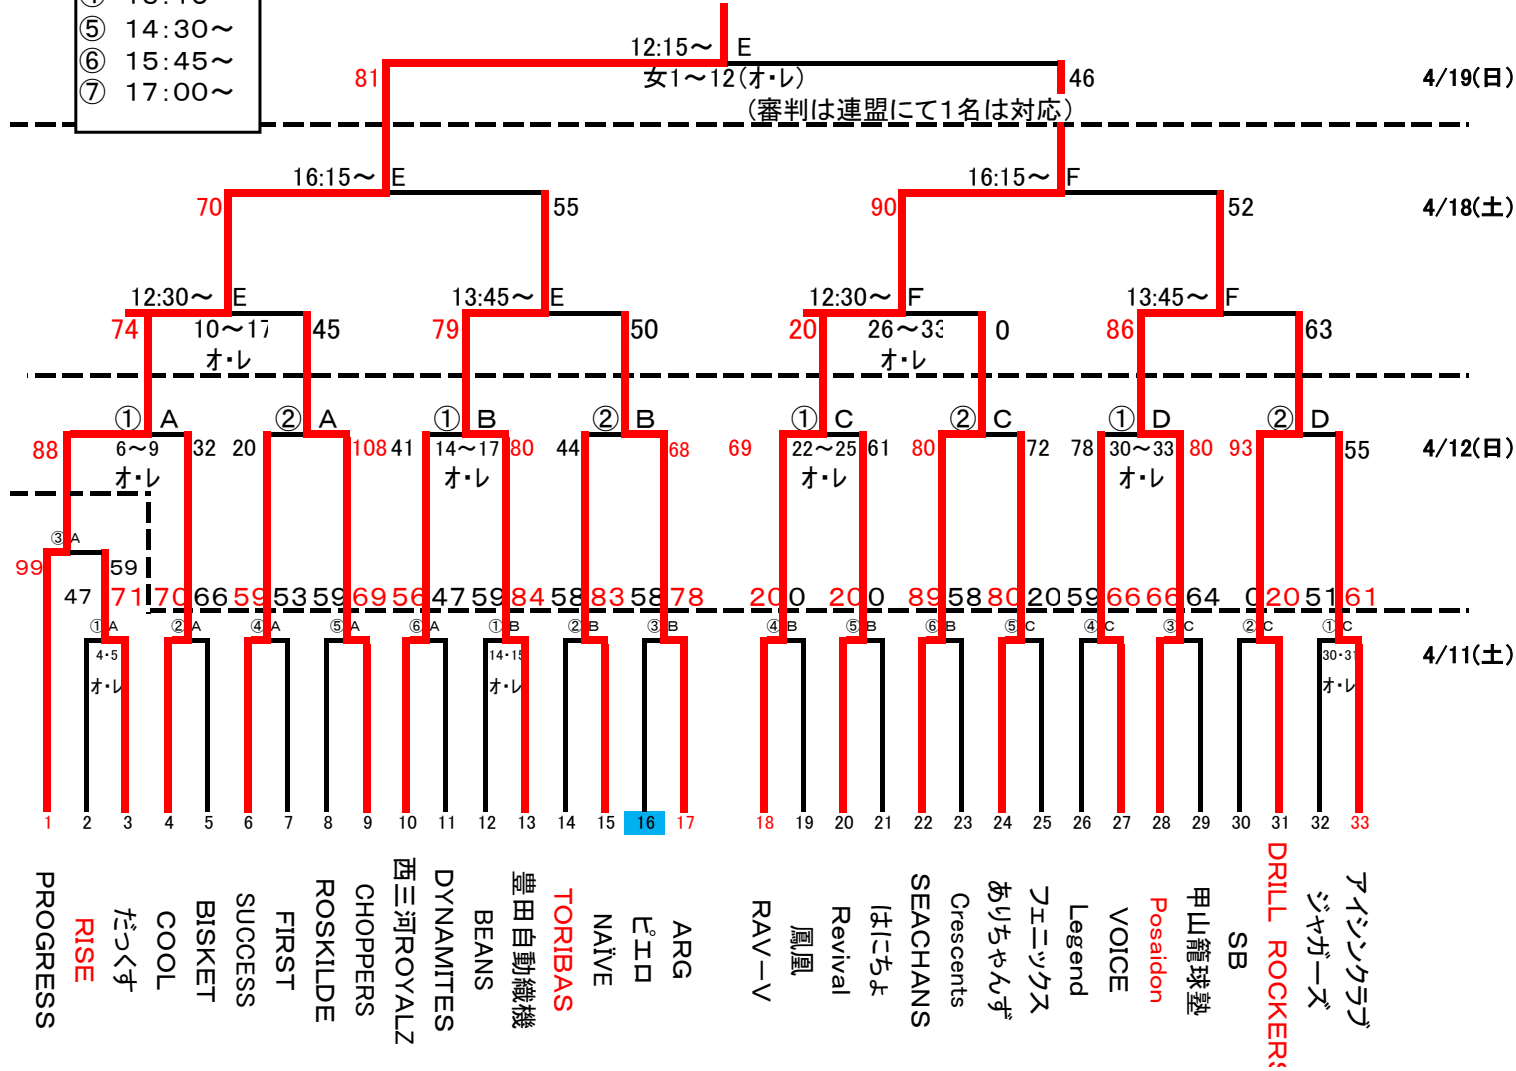 ⑤ 14:30～
⑥ 15:45～
⑦ 17:00～
12:15～ E
81 女1～12(オ・レ) 46 4/19(日)
(審判は連盟にて1名は対応)
16:15～ E 16:15～ F
70 55 90 52 4/18(土)
12:30～ E 13:45～ E 12:30～ F 13:45～ F
74 10～17 45 79 50 20 26～33 0 86 63
オ・レ オ・レ
① A ② A ① B ② B ① C ② C ① D ② D
88 6～9 32 20 108 41 14～17 80 44 68 69 22～25 61 80 72 78 30～33 80 93 55 4/12(日)
オ・レ オ・レ オ・レ オ・レ
③ A
99 59
47 71 70 66 59 53 59 69 56 47 59 84 58 83 58 78 20 0 20 0 89 58 80 20 59 66 66 64 0 20 51 61
① A ② A ④ A ⑤ A ⑥ A ① B ② B ③ B ④ B ⑤ B ⑥ B ⑤ C ④ C ③ C ② C ① C
4・5 14・15 30・31 4/11(土)
オ・レ オ・レ オ・レ
1 2 3 4 5 6 7 8 9 10 11 12 13 14 15 16 17 18 19 20 21 22 23 24 25 26 27 28 29 30 31 32 33
PROGRESS
RISE
だっくす
COOL
BISKET
SUCCESS
FIRST
ROSKILDE
CHOPPERS
西三河ROYALZ
DYNAMITES
BEANS
豊田自動織機
TORIBAS
NAÏVE
ピエロ
ARG
RAV－V
鳳凰
Revival
はにちょ
SEACHANS
Crescents
ありちゃんず
フェニックス
Legend
VOICE
Posaidon
甲山籠球塾
SB
DRILL ROCKERS
ジャガーズ
アイシンクラブ